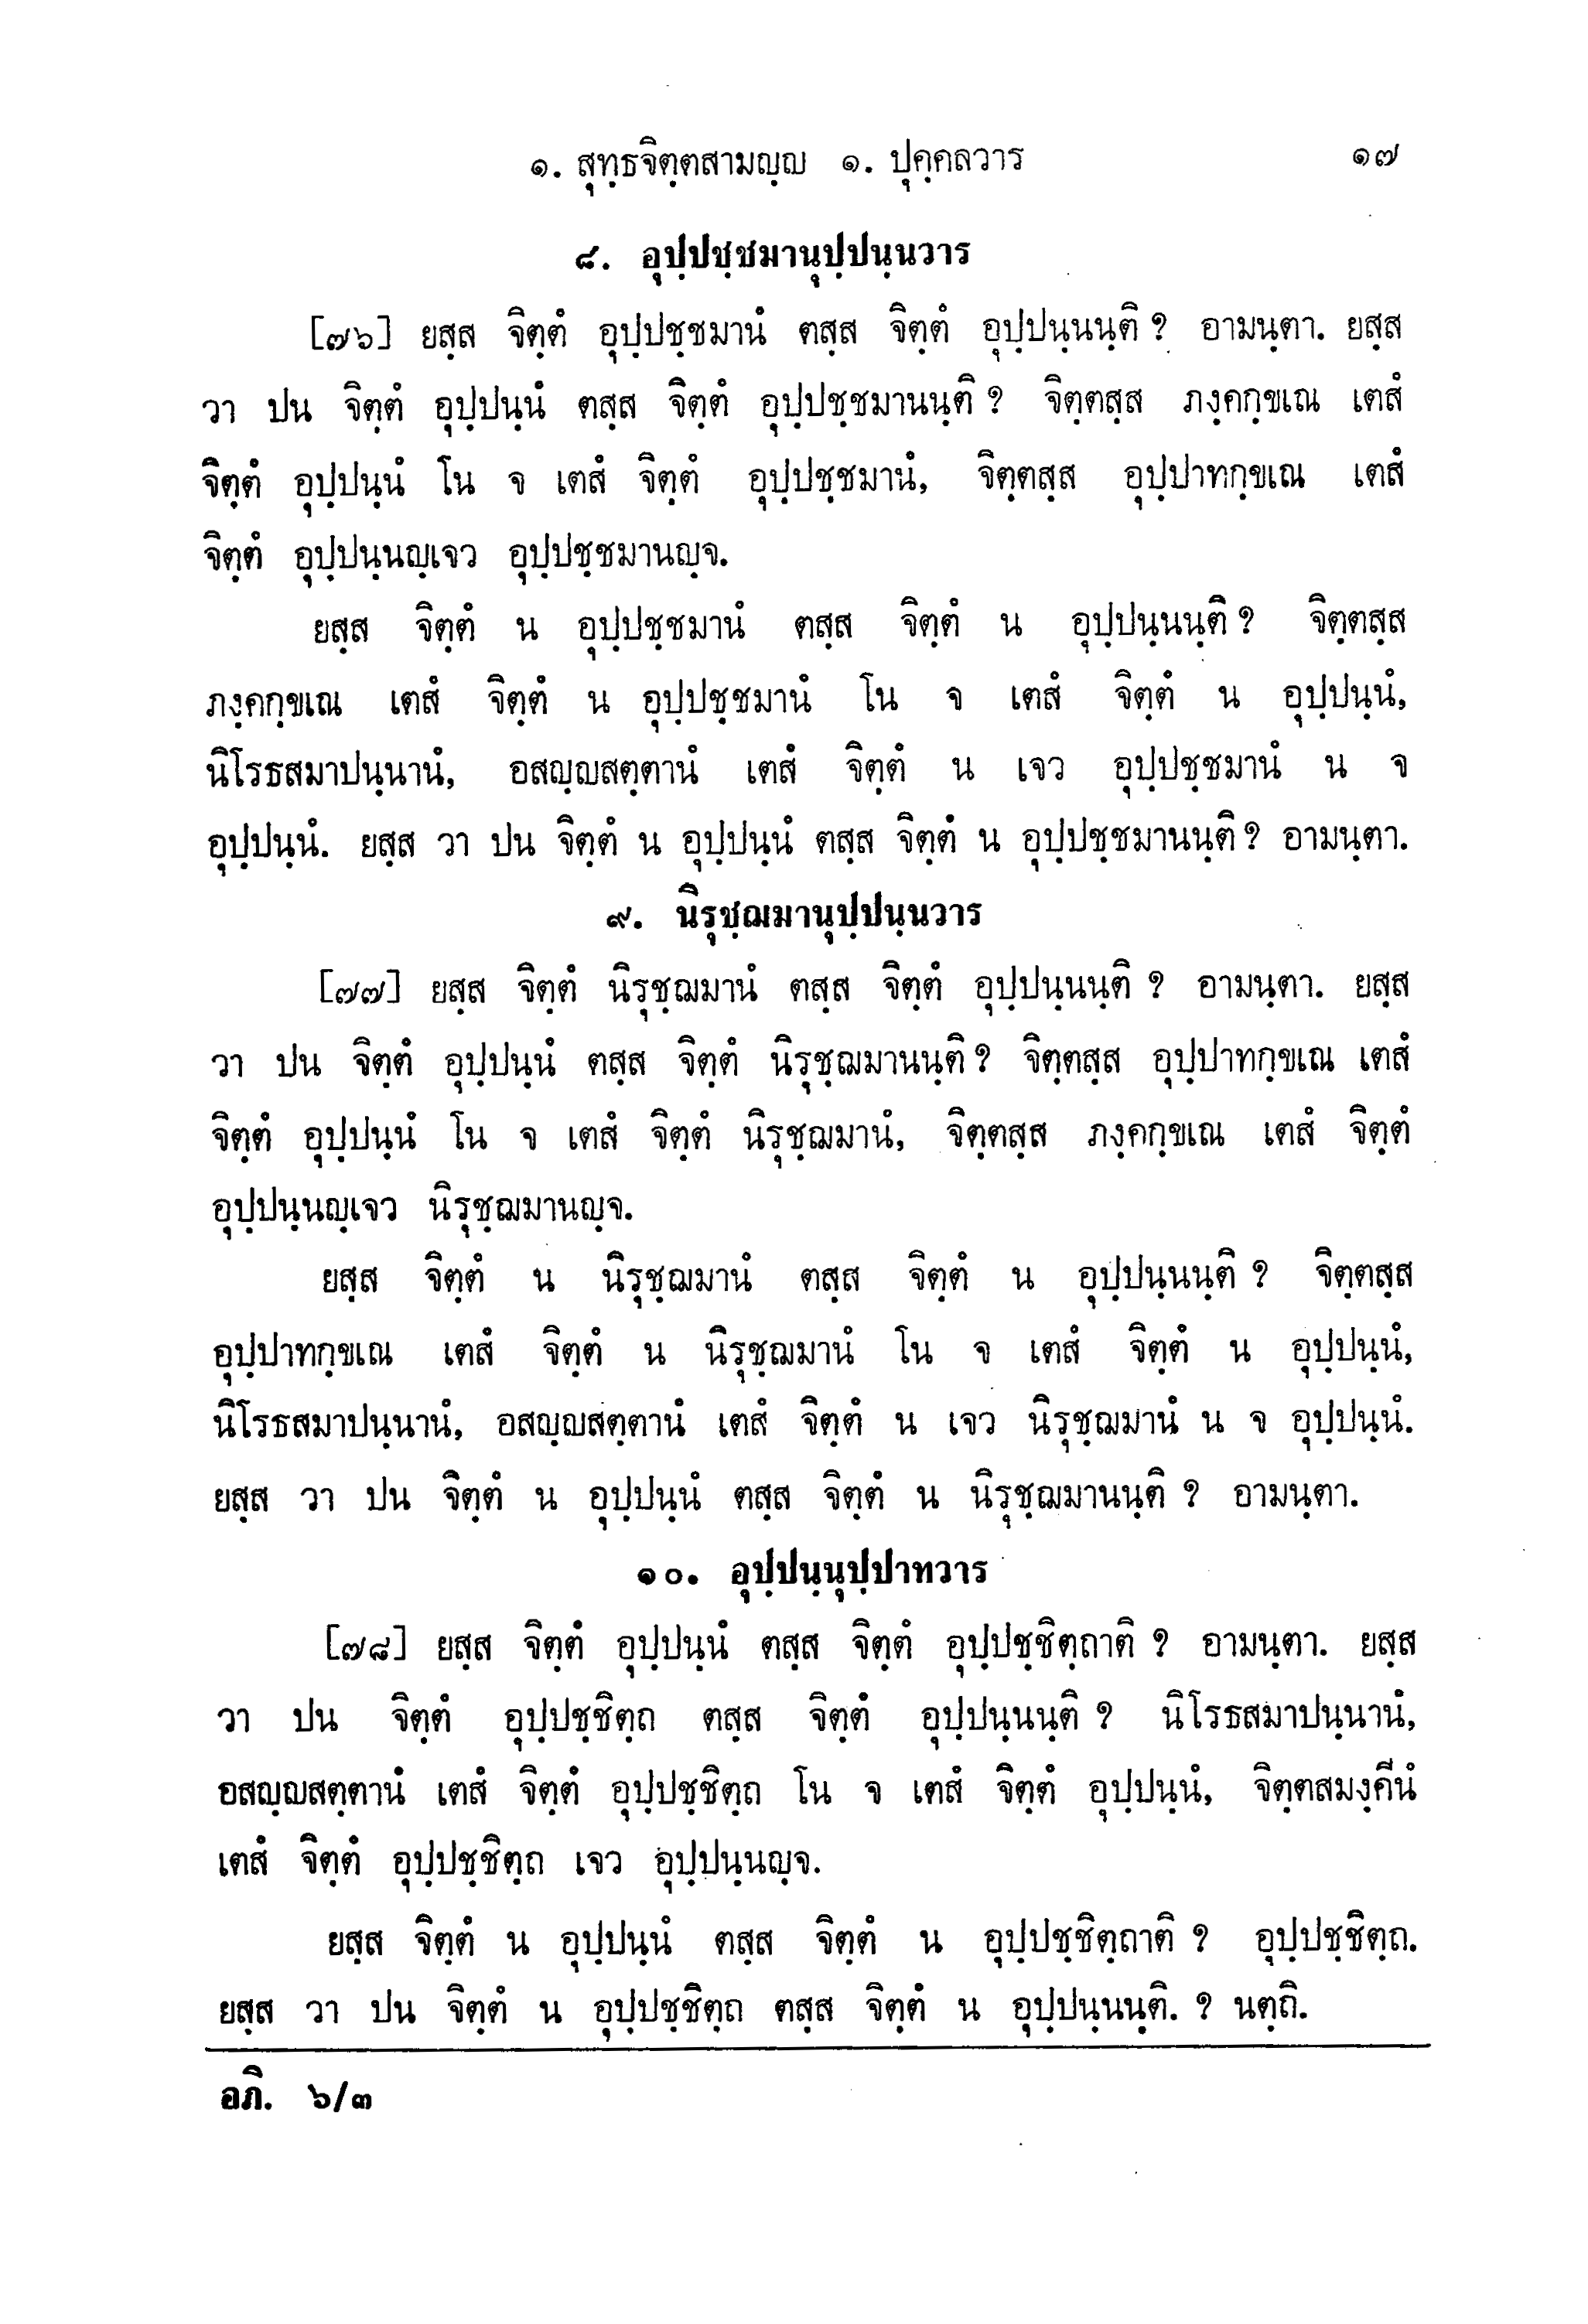 ๑. สุทฺธจิตฺตสามญฺญ ๑. ปุคฺคลวาร ๑๗
๘. อุปฺปชฺชมานุปฺปนฺนวาร
[๗๖] ยสฺส จิตฺตํ อุปฺปชฺชมานํ ตสฺส จิตฺตํ อุปฺปนฺนนฺติ ? อามนฺตา. ยสฺส
วา ปน จิตฺตํ อุปฺปนฺนํ ตสฺส จิตฺตํ อุปฺปชฺชมานนฺติ ? จิตฺตสฺส ภงฺคกฺขเณ เตสํ
จิตฺตํ อุปฺปนฺนํ โน จ เตสํ จิตฺตํ อุปฺปชฺชมานํ, จิตฺตสฺส อุปฺปาทกฺขเณ เตสํ
จิตฺตํ อุปฺปนฺนญฺเจว อุปฺปชฺชมานญฺจ.
ยสฺส จิตฺตํ น อุปฺปชฺชมานํ ตสฺส จิตฺตํ น อุปฺปนฺนนฺติ ? จิตฺตสฺส
ภงฺคกฺขเณ เตสํ จิตฺตํ น อุปฺปชฺชมานํ โน จ เตสํ จิตฺตํ น อุปฺปนฺนํ,
นิโรธสมาปนฺนานํ, อสญฺญสตฺตานํ เตสํ จิตฺตํ น เจว อุปฺปชฺชมานํ น จ
อุปฺปนฺนํ. ยสฺส วา ปน จิตฺตํ น อุปฺปนฺนํ ตสฺส จิตฺตํ น อุปฺปชฺชมานนฺติ ? อามนฺตา.
๙. นิรุชฺฌมานุปฺปนฺนวาร
[๗๗] ยสฺส จิตฺตํ นิรุชฺฌมานํ ตสฺส จิตฺตํ อุปฺปนฺนนฺติ ? อามนฺตา. ยสฺส
วา ปน จิตฺตํ อุปฺปนฺนํ ตสฺส จิตฺตํ นิรุชฺฌมานนฺติ ? จิตฺตสฺส อุปฺปาทกฺขเณ เตสํ
จิตฺตํ อุปฺปนฺนํ โน จ เตสํ จิตฺตํ นิรุชฺฌมานํ, จิตฺตสฺส ภงฺคกฺขเณ เตสํ จิตฺตํ
อุปฺปนฺนญฺเจว นิรุชฺฌมานญฺจ.
ยสฺส จิตฺตํ น นิรุชฺฌมานํ ตสฺส จิตฺตํ น อุปฺปนฺนนฺติ ? จิตฺตสฺส
อุปฺปาทกฺขเณ เตสํ จิตฺตํ น นิรุชฺฌมานํ โน จ เตสํ จิตฺตํ น อุปฺปนฺนํ,
นิโรธสมาปนฺนานํ, อสญฺญสตฺตานํ เตสํ จิตฺตํ น เจว นิรุชฺฌมานํ น จ อุปฺปนฺนํ.
ยสฺส วา ปน จิตฺตํ น อุปฺปนฺนํ ตสฺส จิตฺตํ น นิรุชฺฌมานนฺติ ? อามนฺตา.
๑๐. อุปฺปนฺนุปฺปาทวาร
[๗๘] ยสฺส จิตฺตํ อุปฺปนฺนํ ตสฺส จิตฺตํ อุปฺปชฺชิตฺถาติ ? อามนฺตา. ยสฺส
วา ปน จิตฺตํ อุปฺปชฺชิตฺถ ตสฺส จิตฺตํ อุปฺปนฺนนฺติ ? นิโรธสมาปนฺนานํ,
อสญฺญสตฺตานํ เตสํ จิตฺตํ อุปฺปชฺชิตฺถ โน จ เตสํ จิตฺตํ อุปฺปนฺนํ, จิตฺตสมงฺคีนํ
เตสํ จิตฺตํ อุปฺปชฺชิตฺถ เจว อุปฺปนฺนญฺจ.
ยสฺส จิตฺตํ น อุปฺปนฺนํ ตสฺส จิตฺตํ น อุปฺปชฺชิตฺถาติ ? อุปฺปชฺชิตฺถ.
ยสฺส วา ปน จิตฺตํ น อุปฺปชฺชิตฺถ ตสฺส จิตฺตํ น อุปฺปนฺนนฺติ. ? นตฺถิ.
อภิ. ๖/๓